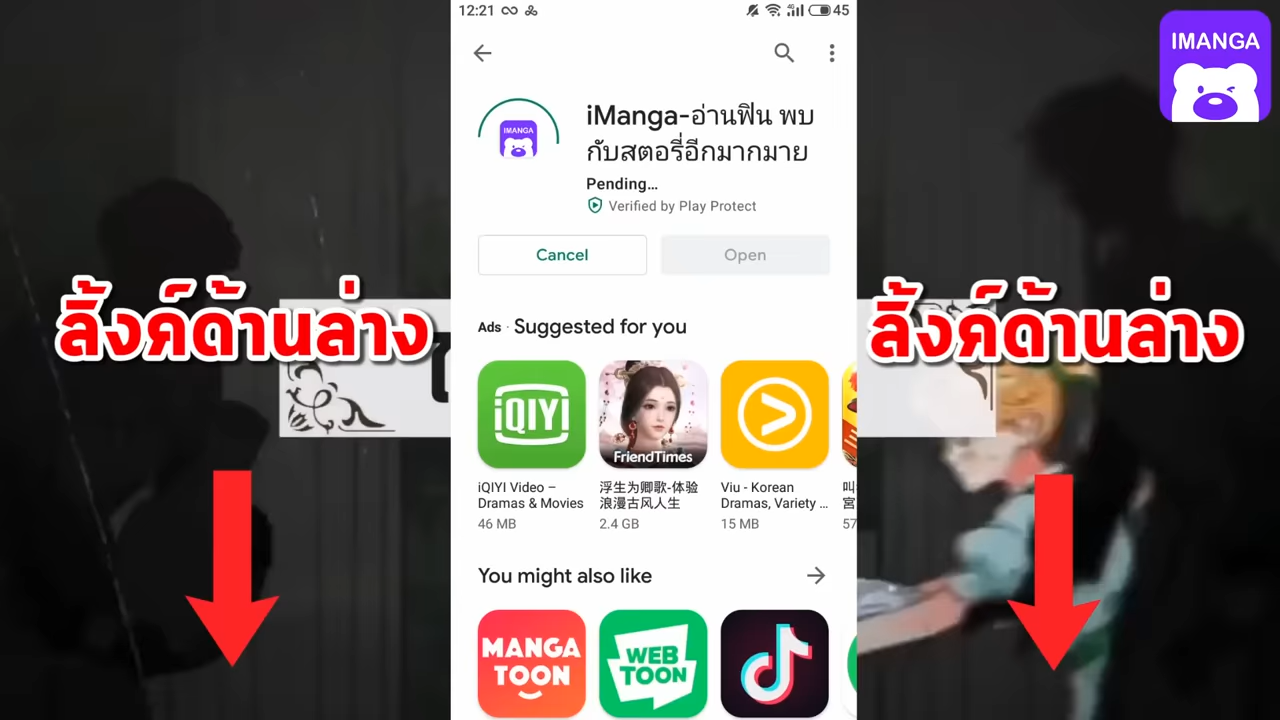 12:21
45
IMANGA
IMANGA
iManga-อ่านฟิน พบ
กับสตอรี่อีกมากมาย
Pending...
Verified by Play Protect
Cancel
Open
ลิ้งค์ด้านล่าง
ลิ้งค์ด้านล่าง
Ads · Suggested for you
iQIYI
FriendTimes
iQIYI Video –
Dramas & Movies
46 MB
浮生为卿歌-体验
浪漫古风人生
2.4 GB
Viu - Korean
Dramas, Variety ...
15 MB
叫
宮
57
You might also like
MANGA
TOON
WEB
TOON